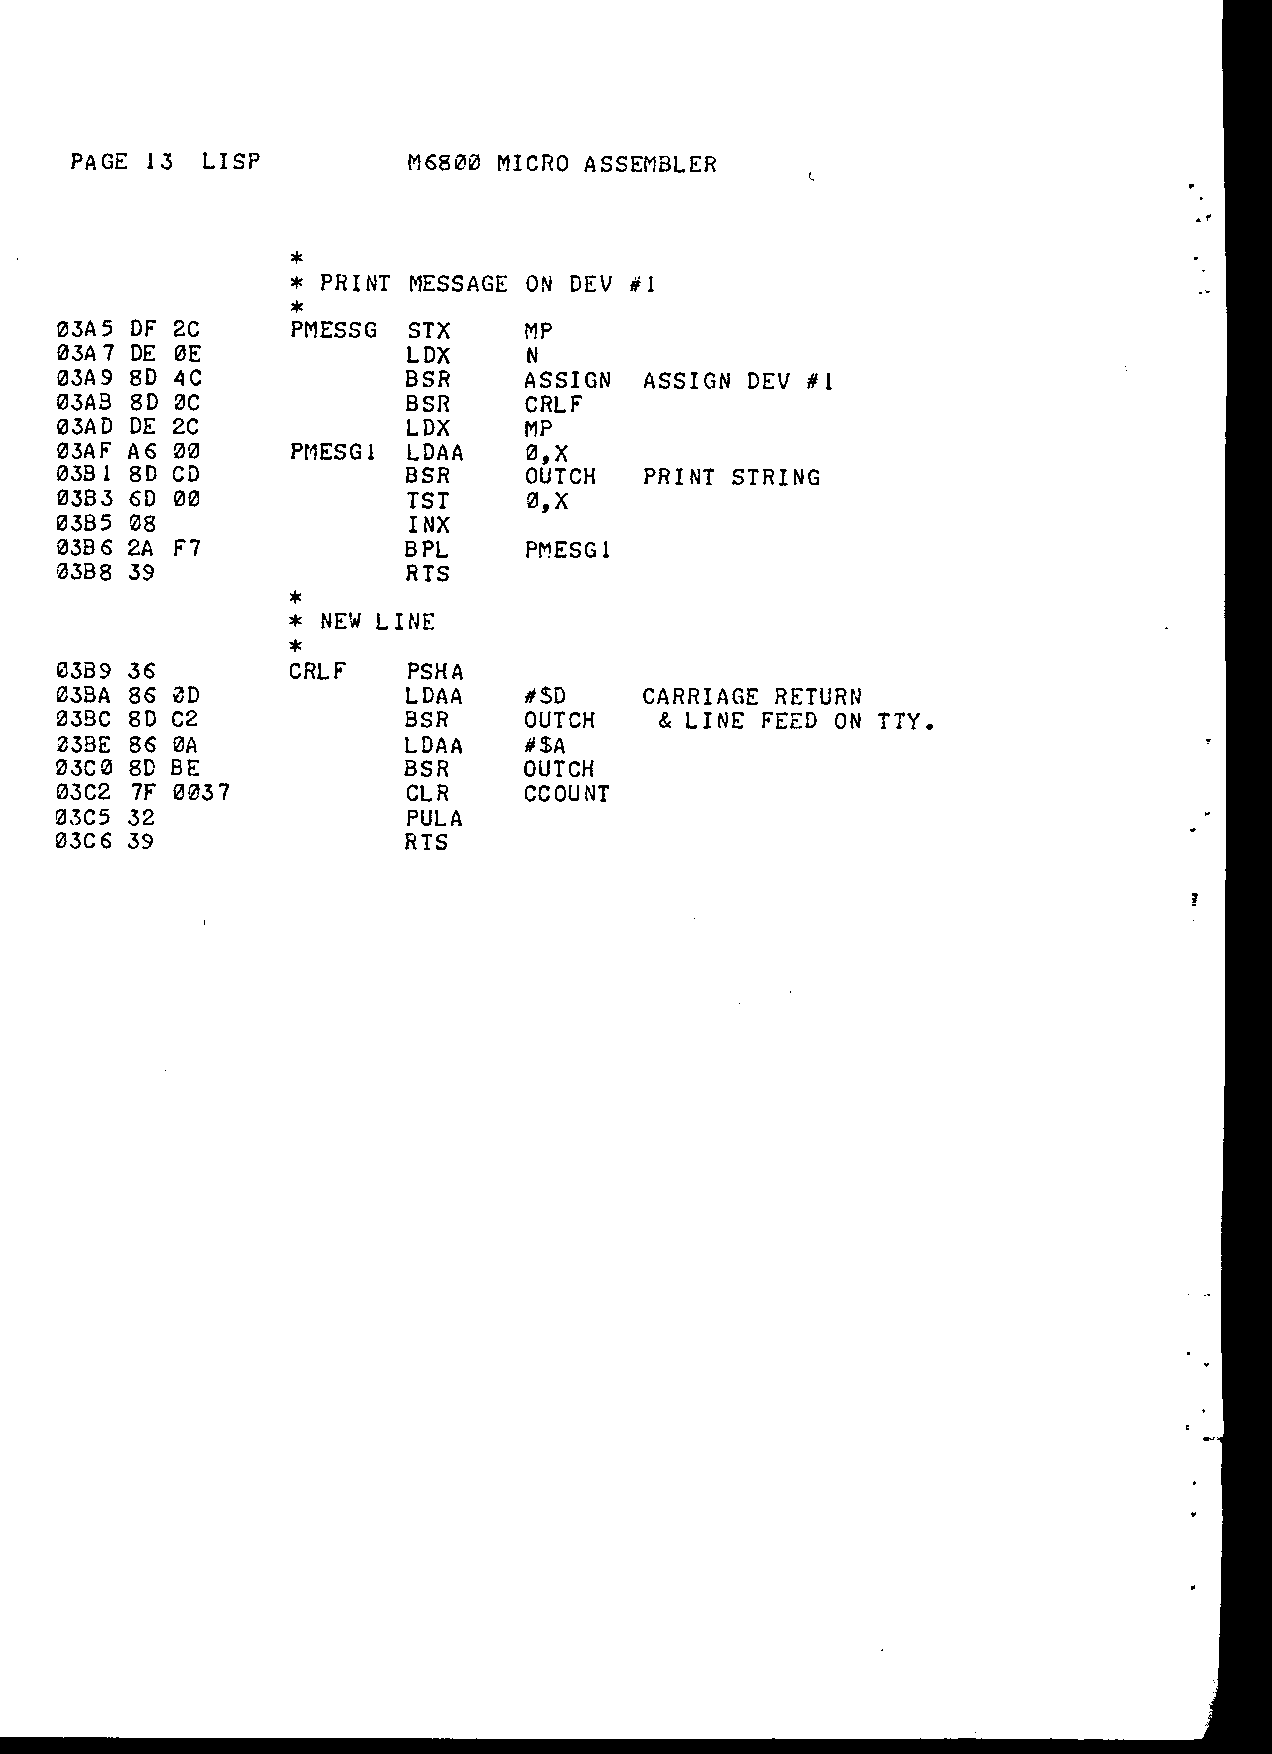 PAGE 13  LISP          M6800 MICRO ASSEMBLER
*
* PRINT MESSAGE ON DEV #1
*
03A5 DF 2C      PMESSG  STX     MP
03A7 DE 0E              LDX     N
03A9 8D 4C              BSR     ASSIGN  ASSIGN DEV #1
03AB 8D 0C              BSR     CRLF
03AD DE 2C              LDX     MP
03AF A6 00      PMESG1  LDAA    0,X
03B1 8D CD              BSR     OUTCH   PRINT STRING
03B3 6D 00              TST     0,X
03B5 08                 INX
03B6 2A F7              BPL     PMESG1
03B8 39                 RTS
*
* NEW LINE
*
03B9 36         CRLF    PSHA
03BA 86 0D              LDAA    #$D     CARRIAGE RETURN
03BC 8D C2              BSR     OUTCH    & LINE FEED ON TTY.
03BE 86 0A              LDAA    #$A
03C0 8D BE              BSR     OUTCH
03C2 7F 0037            CLR     CCOUNT
03C5 32                 PULA
03C6 39                 RTS